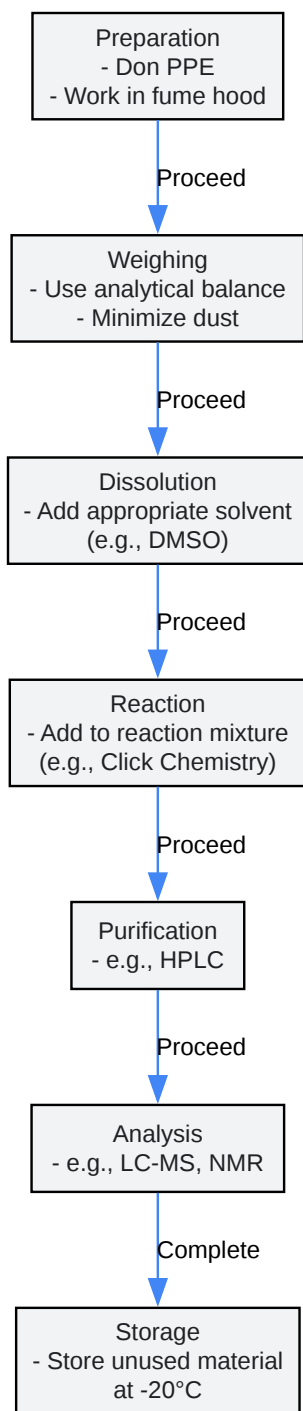 Preparation
- Don PPE
- Work in fume hood
Proceed
Weighing
- Use analytical balance
- Minimize dust
Proceed
Dissolution
- Add appropriate solvent
(e.g., DMSO)
Proceed
Reaction
- Add to reaction mixture
(e.g., Click Chemistry)
Proceed
Purification
- e.g., HPLC
Proceed
Analysis
- e.g., LC-MS, NMR
Complete
Storage
- Store unused material
at -20°C